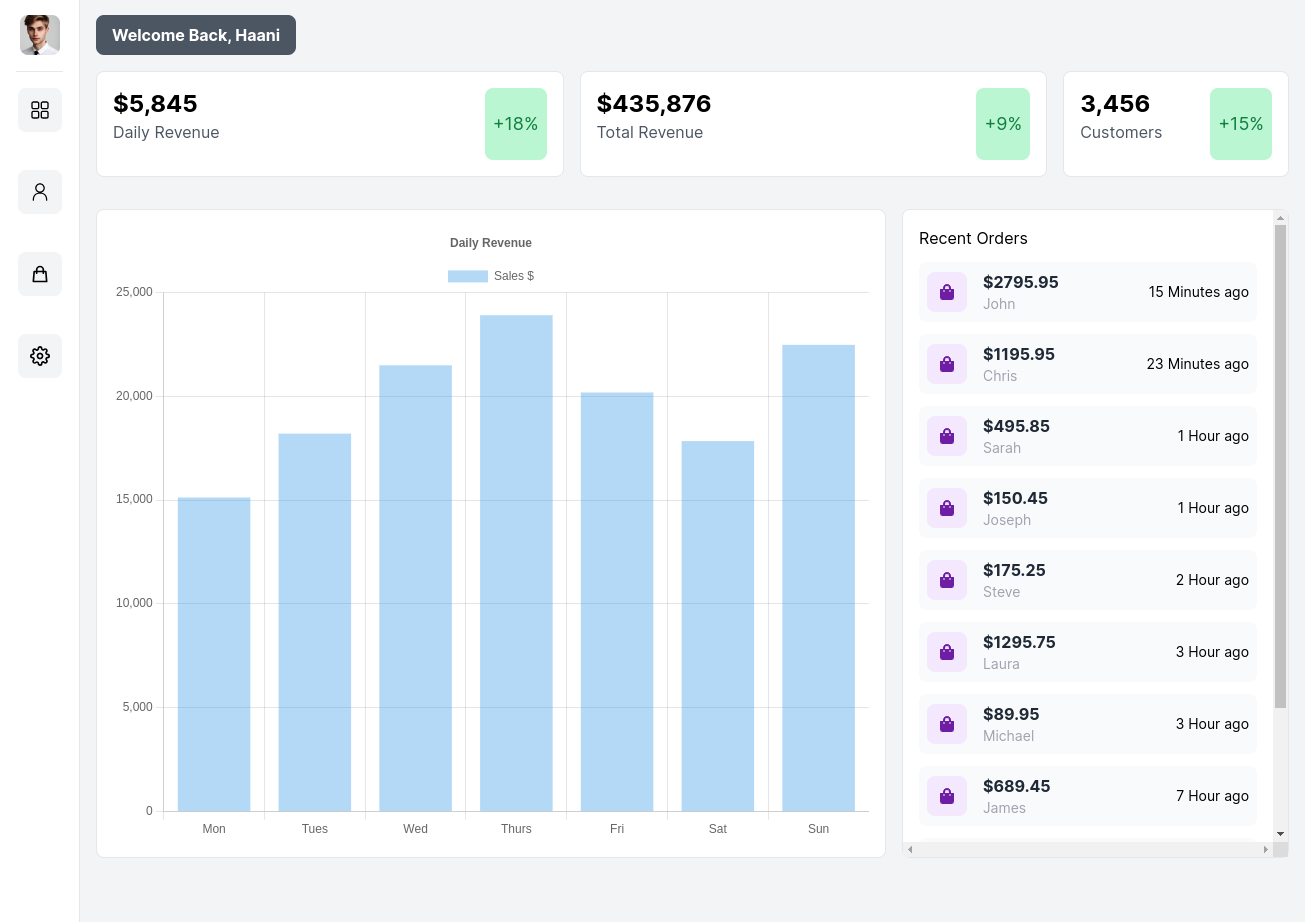 Welcome Back, Haani
$5,845
Daily Revenue
+18%
$435,876
Total Revenue
+9%
3,456
Customers
+15%
Daily Revenue
Sales $
25,000
20,000
15,000
10,000
5,000
0
Mon Tues Wed Thurs Fri Sat Sun
Recent Orders
$2795.95
John
15 Minutes ago
$1195.95
Chris
23 Minutes ago
$495.85
Sarah
1 Hour ago
$150.45
Joseph
1 Hour ago
$175.25
Steve
2 Hour ago
$1295.75
Laura
3 Hour ago
$89.95
Michael
3 Hour ago
$689.45
James
7 Hour ago